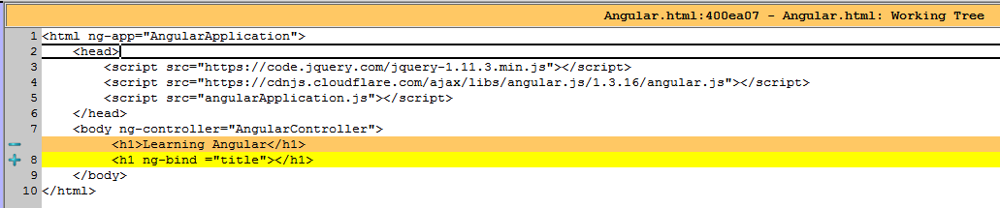 Angular.html:400ea07 - Angular.html: Working Tree
1 <html ng-app="AngularApplication">
2     <head>
3         <script src="https://code.jquery.com/jquery-1.11.3.min.js"></script>
4         <script src="https://cdnjs.cloudflare.com/ajax/libs/angular.js/1.3.16/angular.js"></script>
5         <script src="angularApplication.js"></script>
6     </head>
7     <body ng-controller="AngularController">
-          <h1>Learning Angular</h1>
+ 8          <h1 ng-bind ="title"></h1>
9     </body>
10 </html>